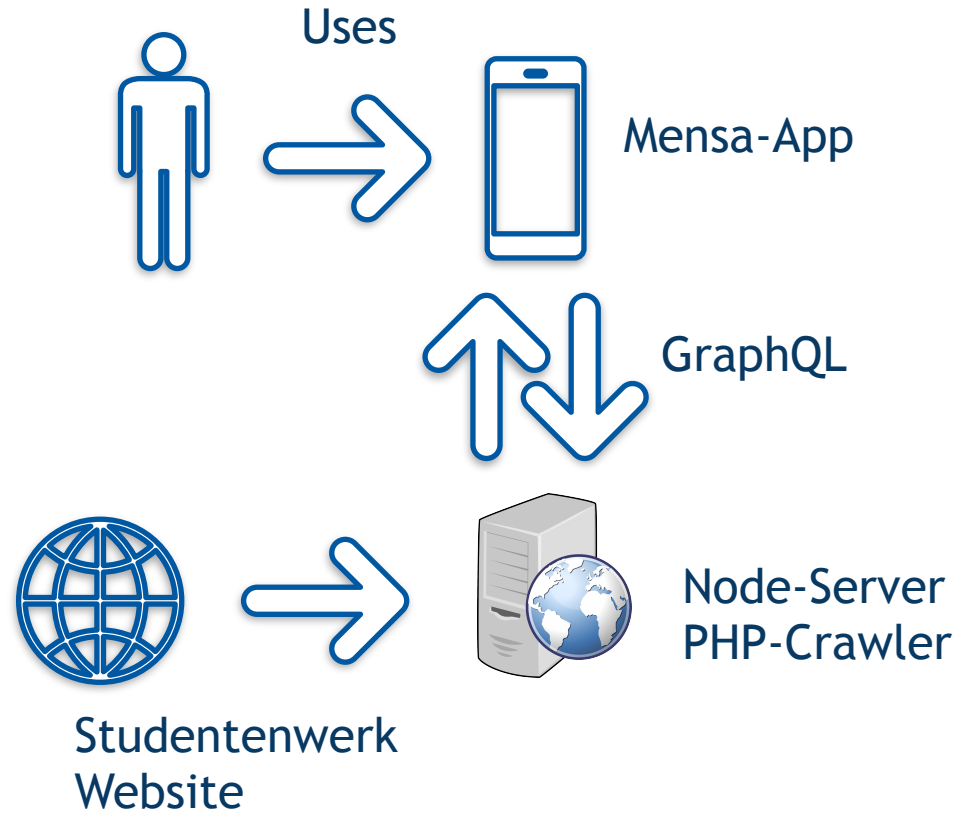 Uses
Mensa-App
GraphQL
Node-Server
PHP-Crawler
Studentenwerk
Website